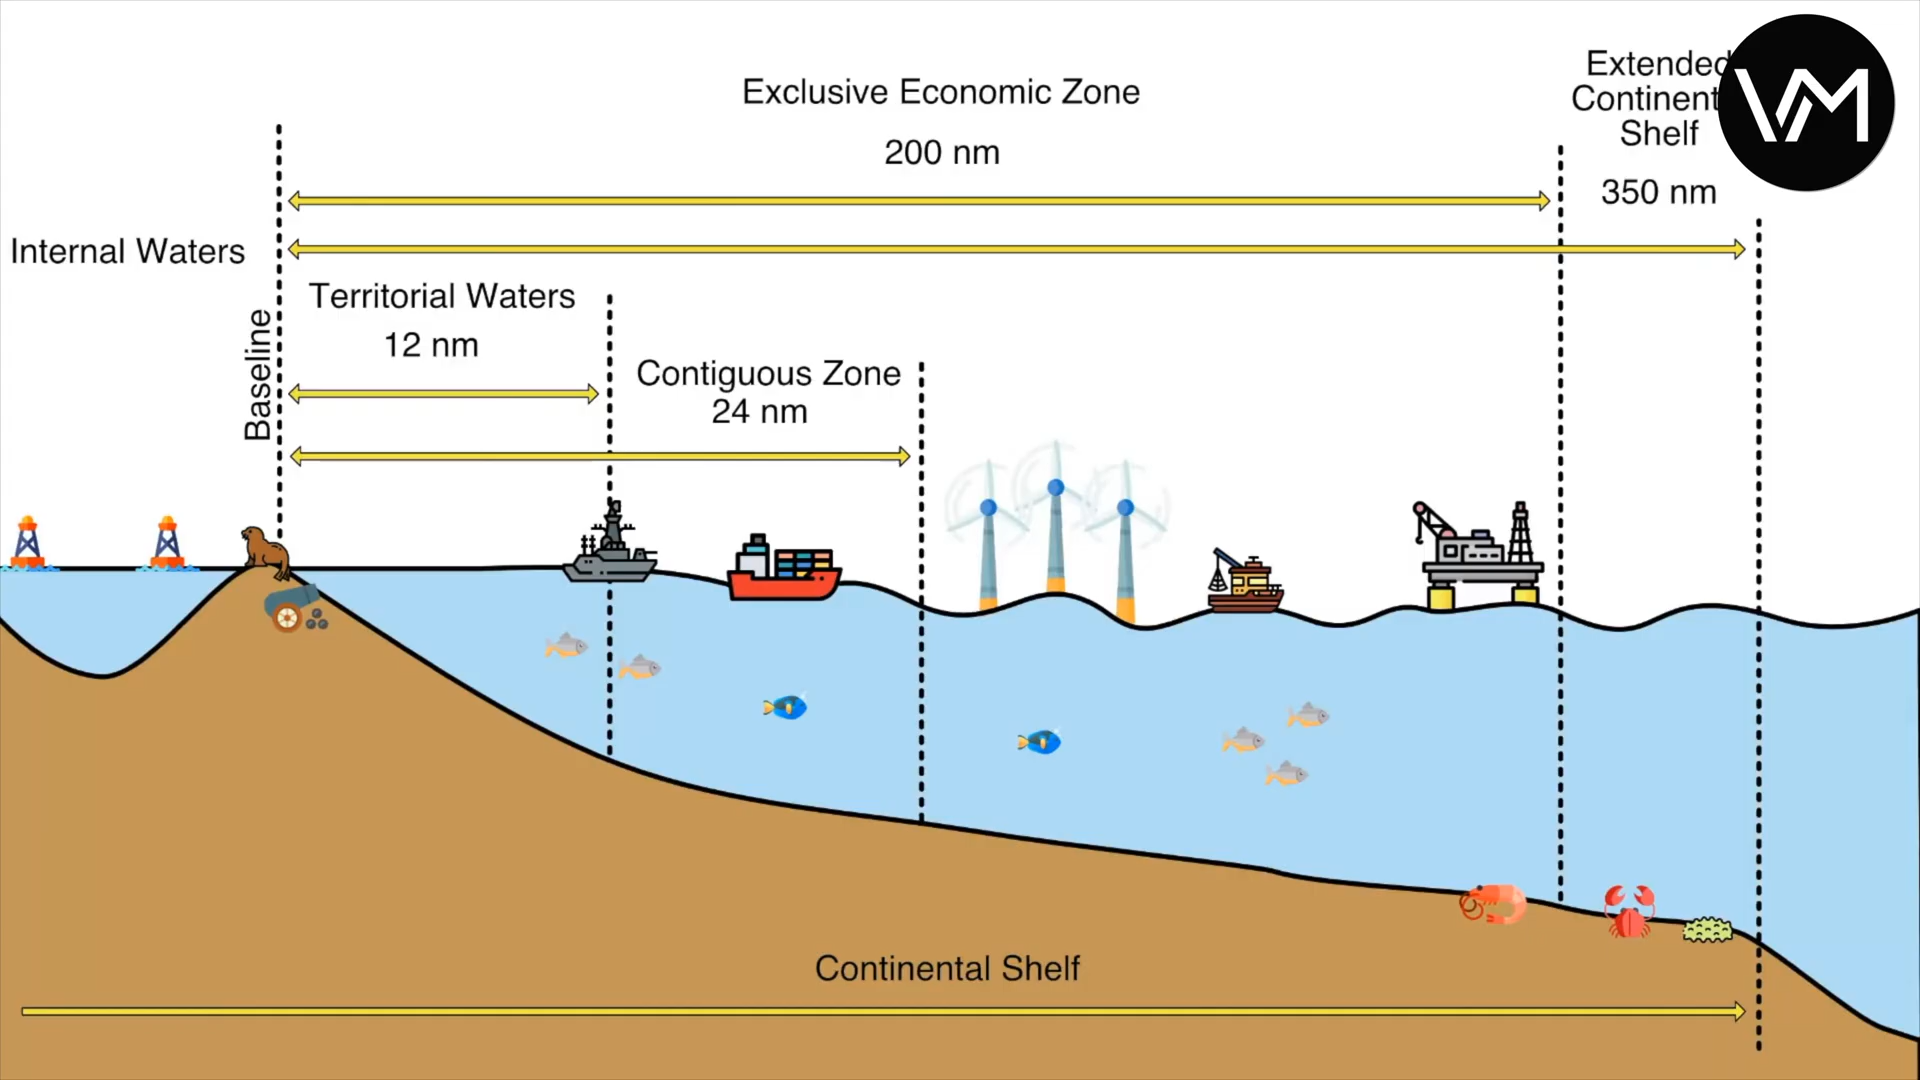 Exclusive Economic Zone
200 nm
Extended
Continent
Shelf
350 nm
VM
Internal Waters
Baseline
Territorial Waters
12 nm
Contiguous Zone
24 nm
Continental Shelf